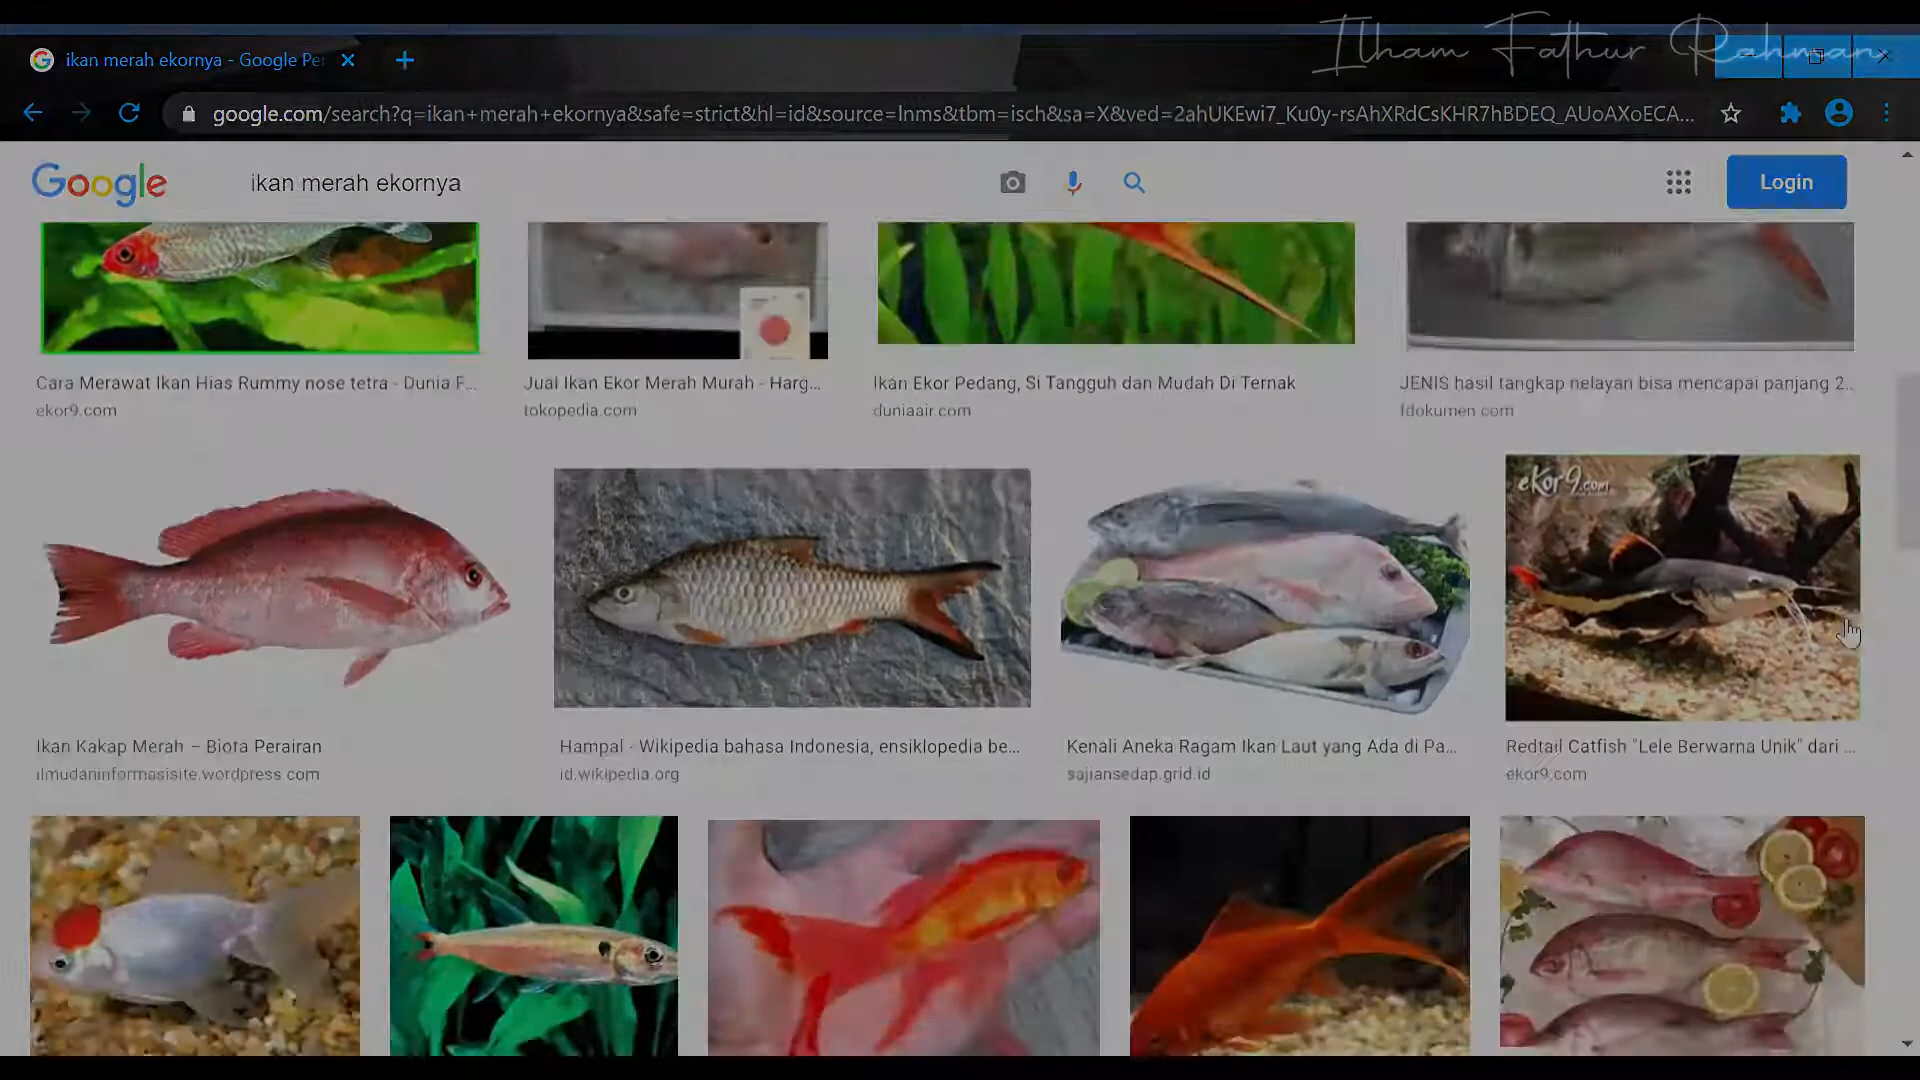 Ilham Fathur Rahman
ikan merah ekornya - Google Pe
google.com/search?q=ikan+merah+ekornya&safe=strict&hl=id&source=lnms&tbm=isch&sa=X&ved=2ahUKEwi7_Ku0y-rsAhXRdCsKHR7hBDEQ_AUoAXoECA...
Google
ikan merah ekornya
Login
Cara Merawat Ikan Hias Rummy nose tetra - Dunia F...
ekor9.com
Jual Ikan Ekor Merah Murah - Harg...
tokopedia.com
Ikan Ekor Pedang, Si Tangguh dan Mudah Di Ternak
duniaair.com
JENIS hasil tangkap nelayan bisa mencapai panjang 2...
fdokumen.com
eKor9.com
Ikan Kakap Merah – Biota Perairan
ilmudaninformasisite.wordpress.com
Hampal - Wikipedia bahasa Indonesia, ensiklopedia be...
id.wikipedia.org
Kenali Aneka Ragam Ikan Laut yang Ada di Pa...
sajiansedap.grid.id
Redtail Catfish "Lele Berwarna Unik" dari ...
ekor9.com